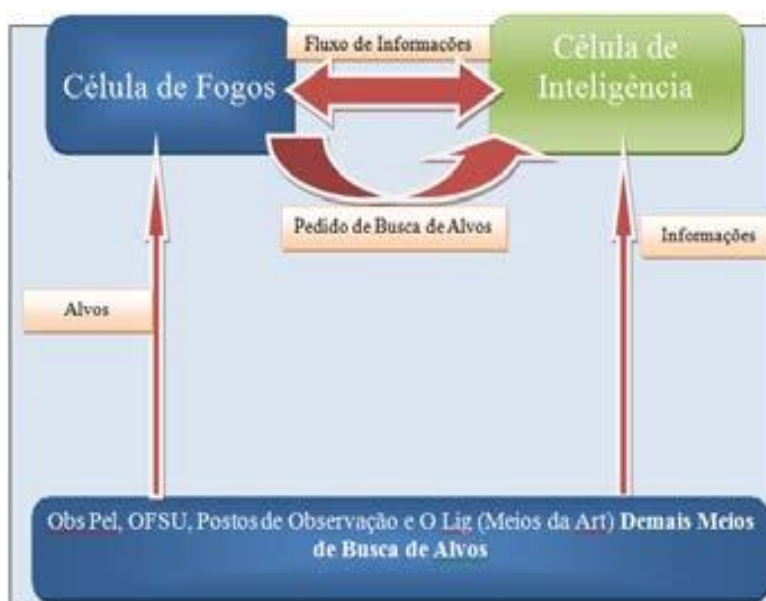 Fluxo de Informações
Célula de Fogos
Célula de
Inteligência
Pedido de Busca de Alvos
Informações
Alvos
Obs Pel, OFSU, Postos de Observação e O Lig (Meios da Art) Demais Meios
de Busca de Alvos